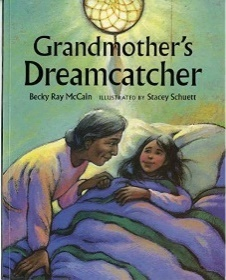 Grandmother's
Dreamcatcher
Becky Ray McCain ILLUSTRATED BY Stacey Schuett